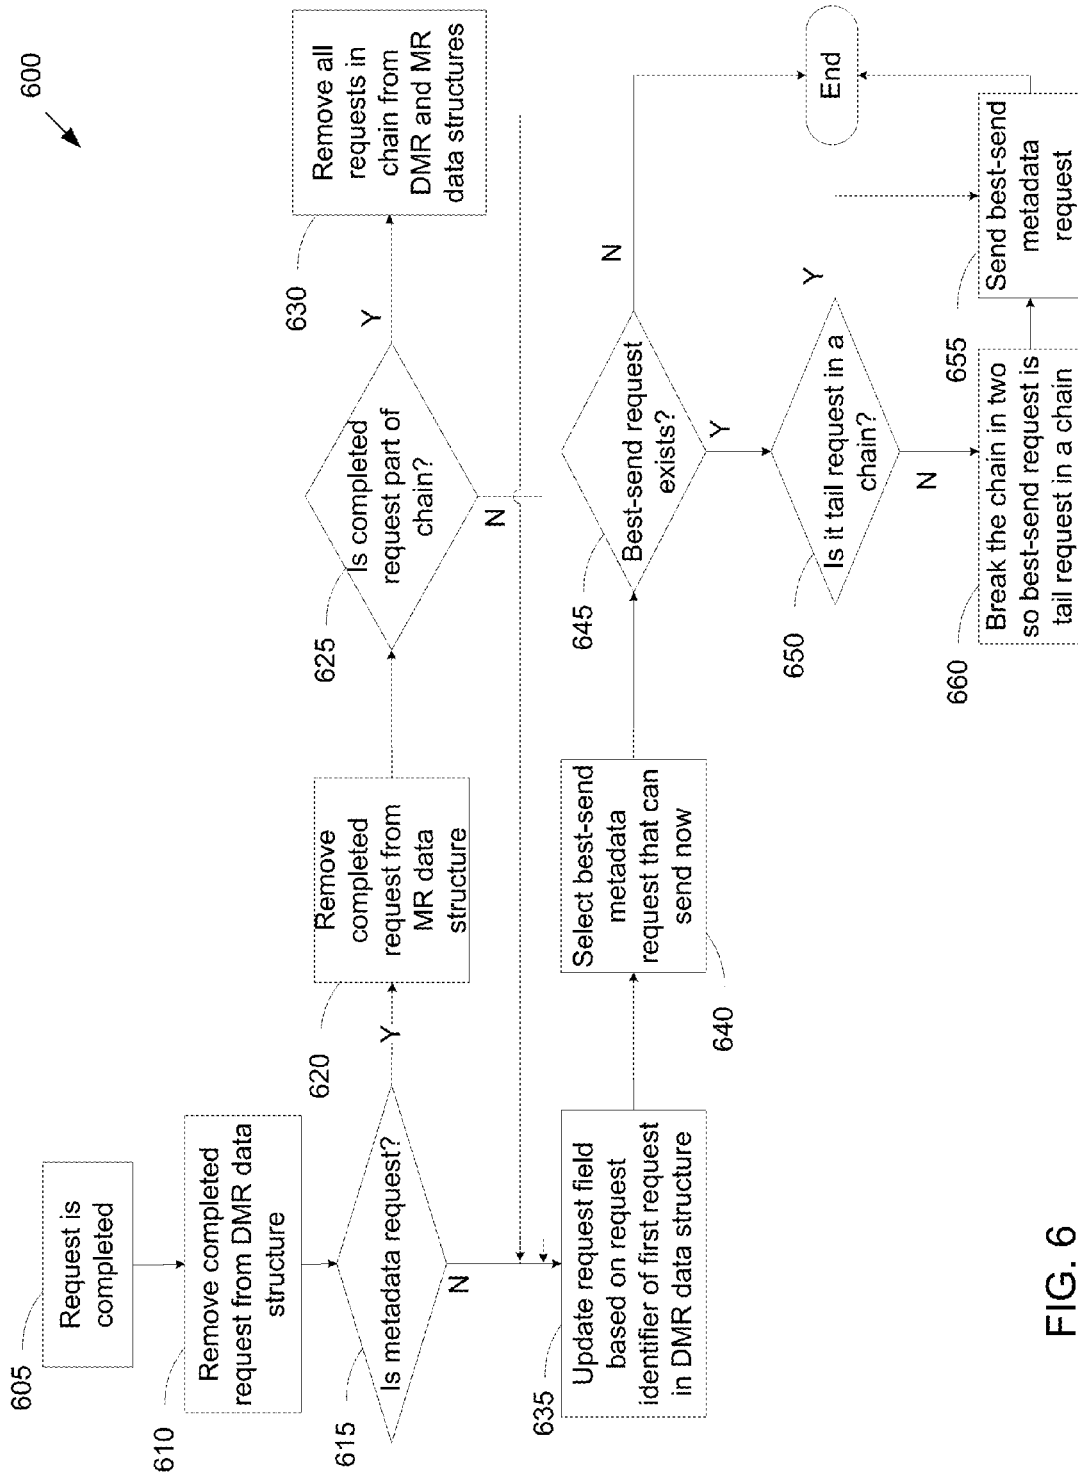 600
605
Request is
completed
610
Remove completed
request from DMR data
structure
615
Is metadata request?
Y
N
620
Remove
completed
request from
MR data
structure
625
Is completed
request part of
chain?
Y
N
630
Remove all
requests in
chain from
DMR and MR
data structures
635
Update request field
based on request
identifier of first request
in DMR data structure
640
Select best-send
metadata
request that can
send now
645
Best-send request
exists?
N
Y
650
Is it tail request in a
chain?
Y
N
655
Send best-send
metadata
request
660
Break the chain in two
so best-send request is
tail request in a chain
End
FIG. 6